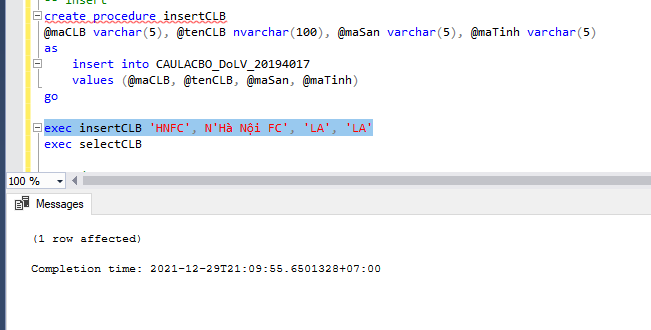 -- insert
create procedure insertCLB
@maCLB varchar(5), @tenCLB nvarchar(100), @maSan varchar(5), @maTinh varchar(5)
as
insert into CAULACBO_DoLV_20194017
values (@maCLB, @tenCLB, @maSan, @maTinh)
go
exec insertCLB 'HNFC', N'Hà Nội FC', 'LA', 'LA'
exec selectCLB
100 %
Messages
(1 row affected)
Completion time: 2021-12-29T21:09:55.6501328+07:00